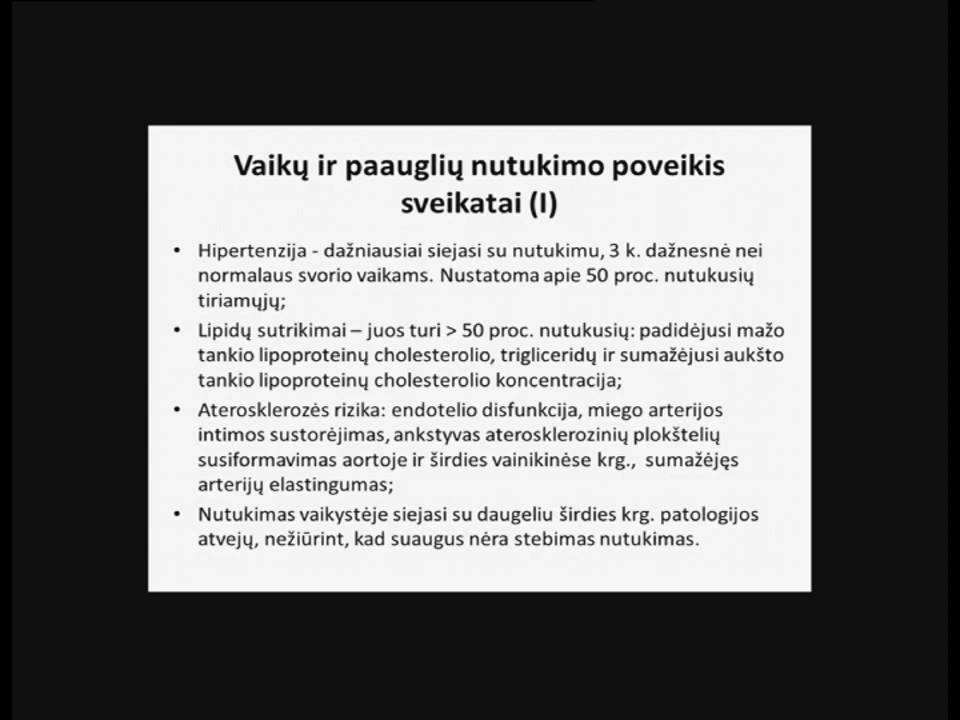 Vaikų ir paauglių nutukimo poveikis
sveikatai (I)
• Hipertenzija - dažniausiai siejasi su nutukimu, 3 k. dažnesnė nei
normalaus svorio vaikams. Nustatoma apie 50 proc. nutukusių
tiriamųjų;
• Lipidų sutrikimai – juos turi > 50 proc. nutukusių: padidėjusi mažo
tankio lipoproteinų cholesterolio, trigliceridų ir sumažėjusi aukšto
tankio lipoproteinų cholesterolio koncentracija;
• Aterosklerozės rizika: endotelio disfunkcija, miego arterijos
intimos sustorėjimas, ankstyvas aterosklerozinių plokštelių
susiformavimas aortoje ir širdies vainikinėse krg., sumažėjęs
arterijų elastingumas;
• Nutukimas vaikystėje siejasi su daugeliu širdies krg. patologijos
atvejų, nežiūrint, kad suaugus nėra stebimas nutukimas.